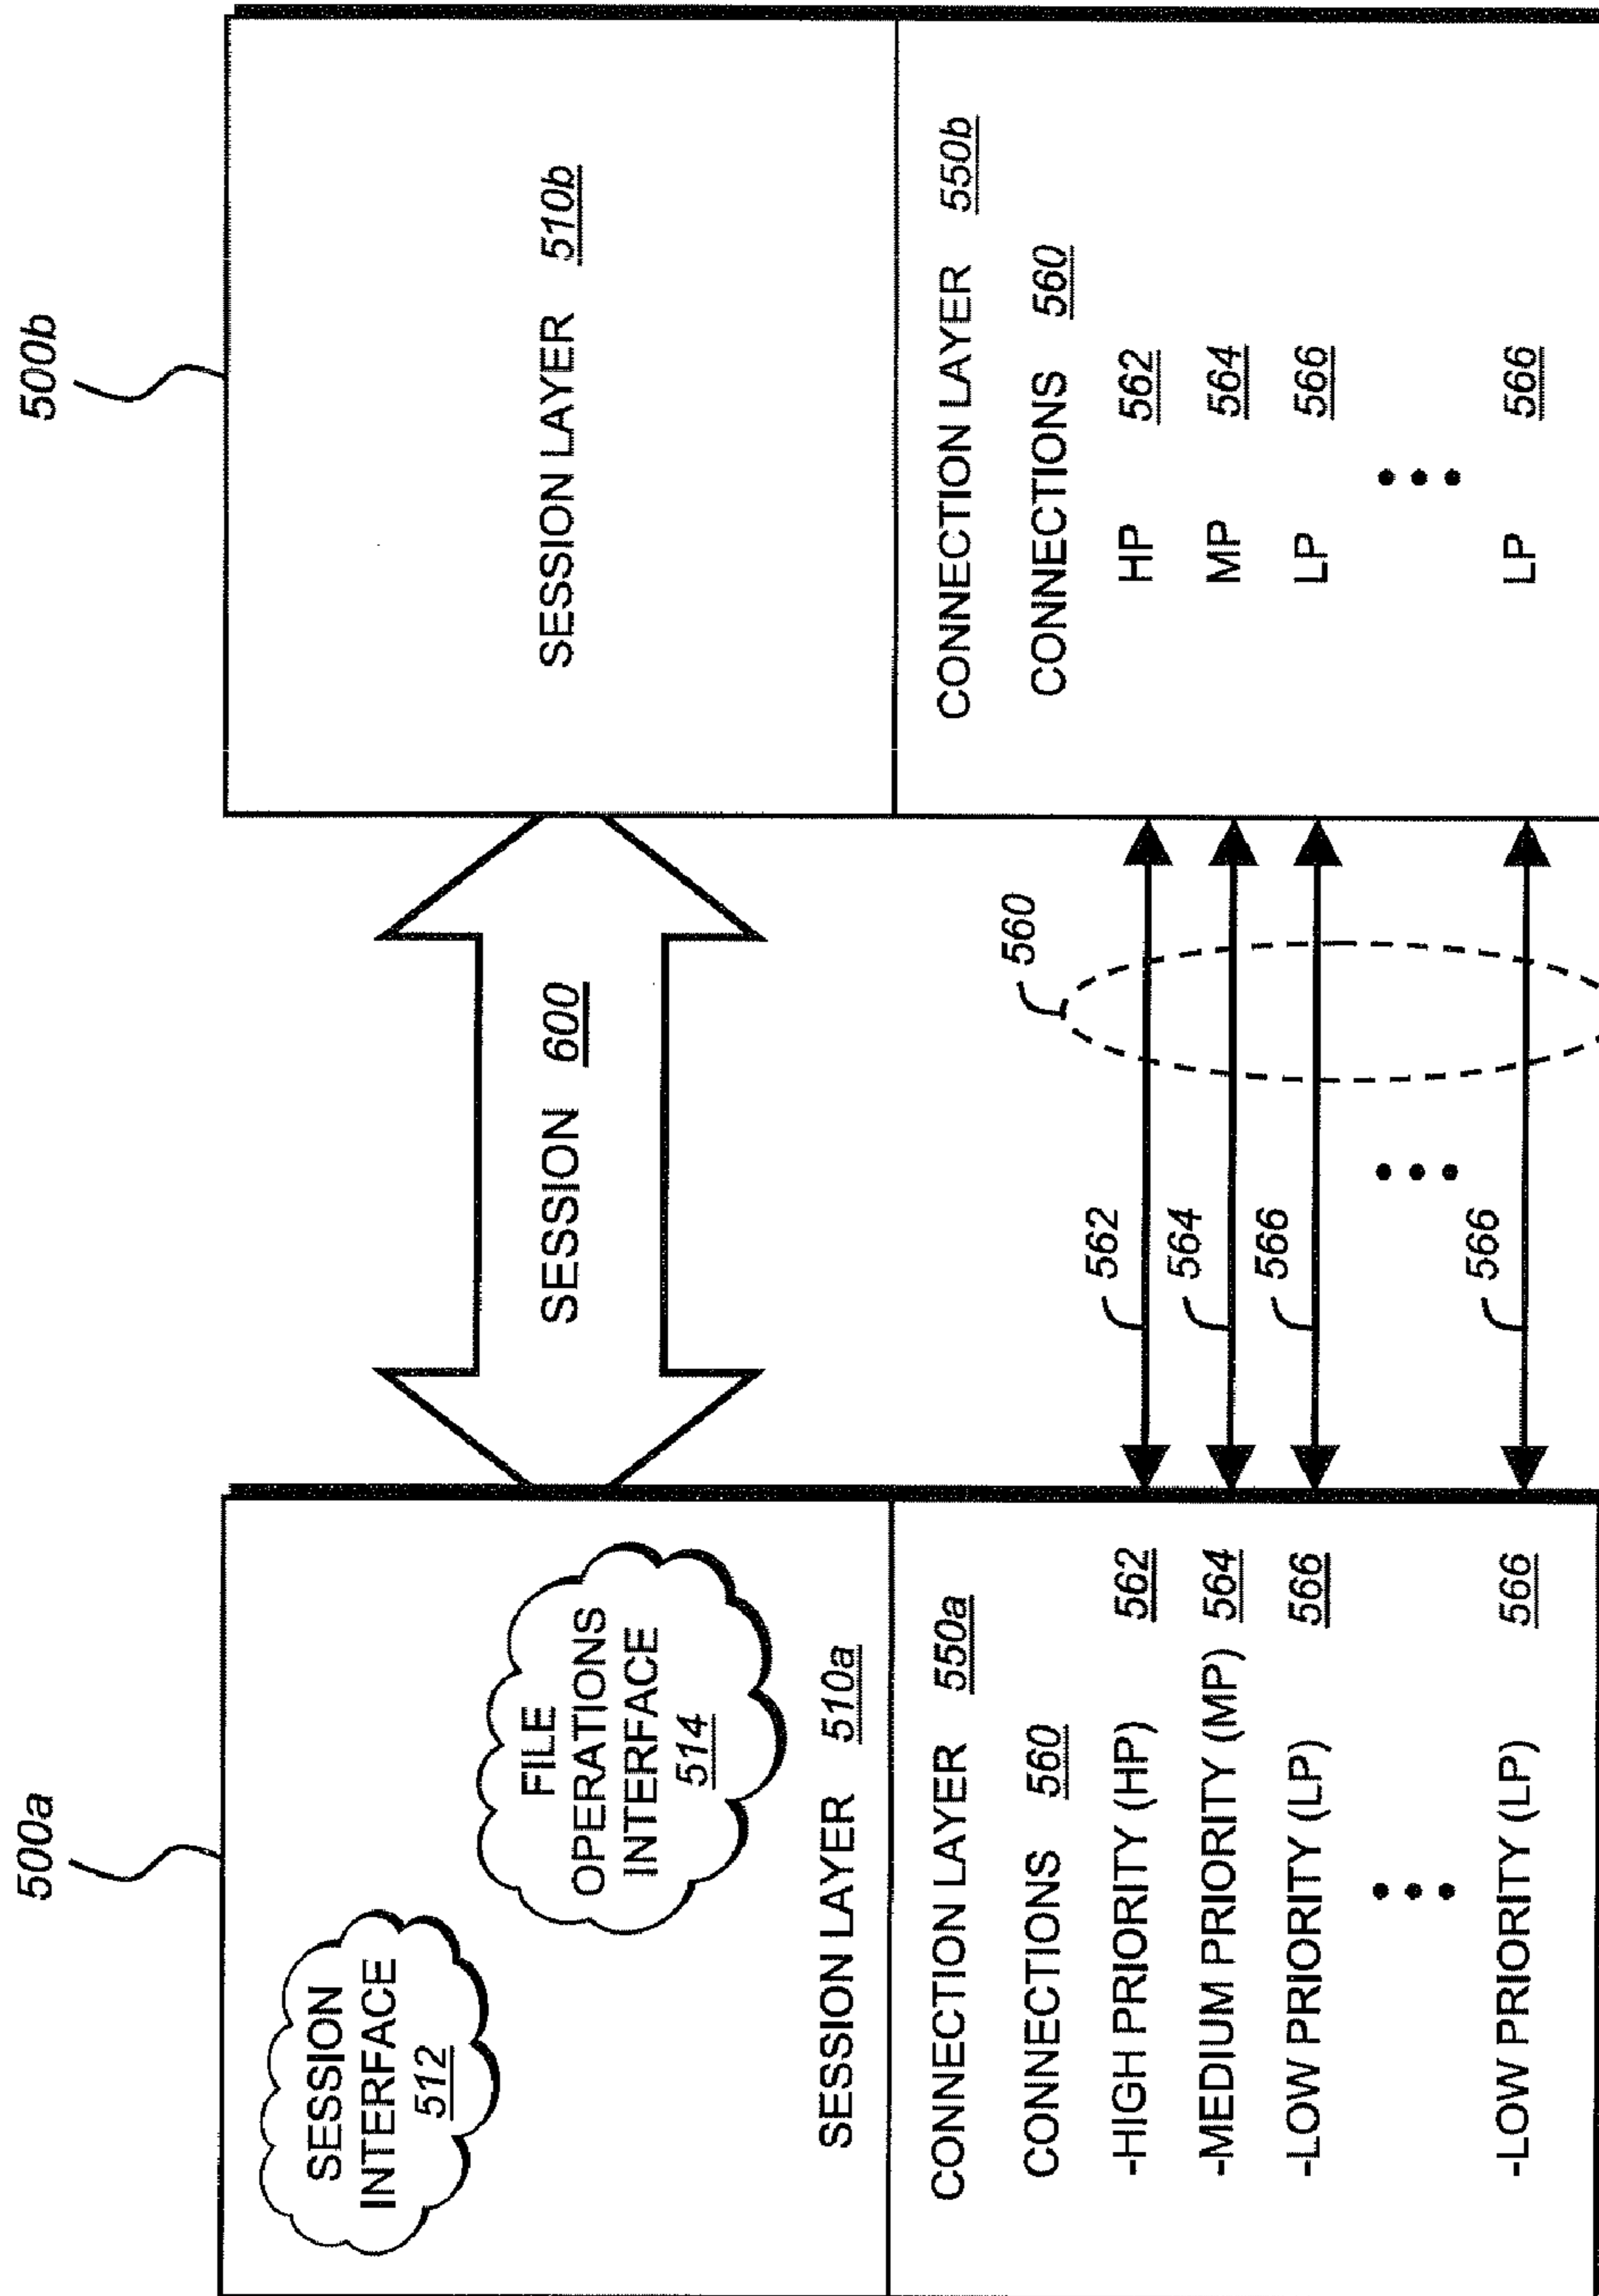 500a
SESSION
INTERFACE
512
FILE
OPERATIONS
INTERFACE
514
SESSION LAYER 510a
CONNECTION LAYER 550a
CONNECTIONS 560
-HIGH PRIORITY (HP) 562
-MEDIUM PRIORITY (MP) 564
-LOW PRIORITY (LP) 566
-LOW PRIORITY (LP) 566
SESSION 600
560
562
564
566
566
500b
SESSION LAYER 510b
CONNECTION LAYER 550b
CONNECTIONS 560
HP 562
MP 564
LP 566
LP 566